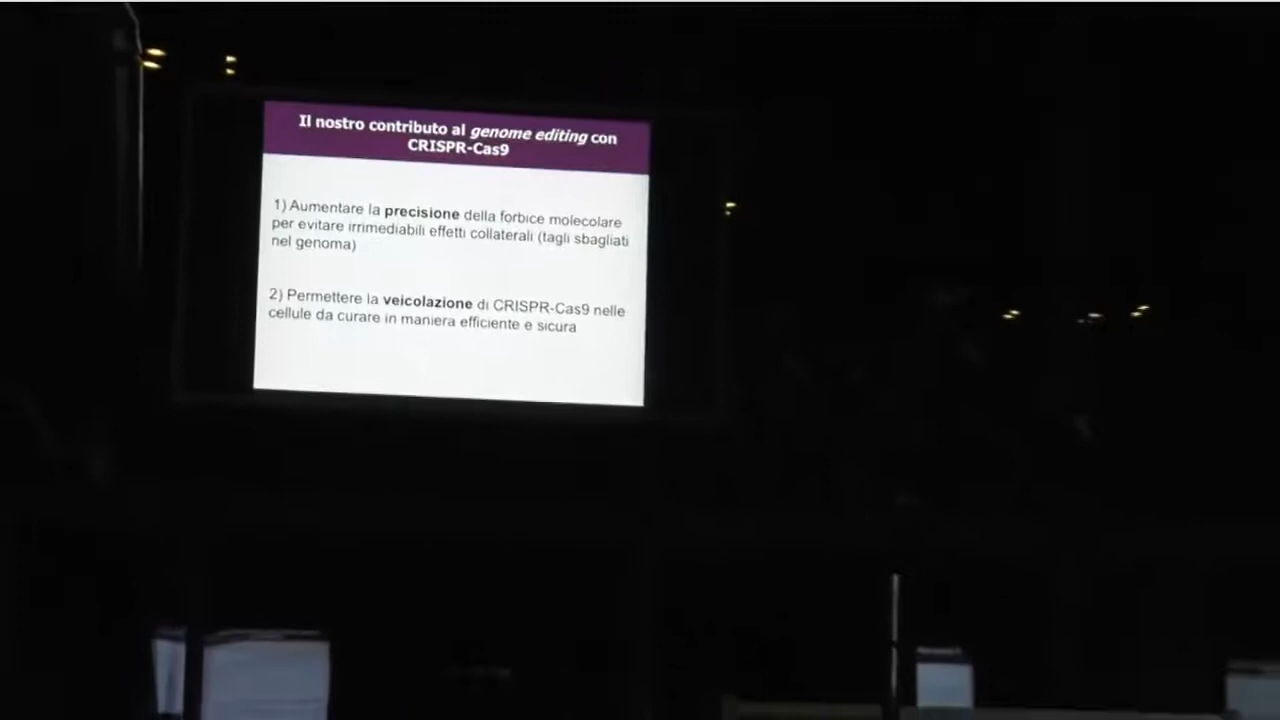 Il nostro contributo al genome editing con
CRISPR-Cas9
1) Aumentare la precisione della forbice molecolare
per evitare irrimediabili effetti collaterali (tagli sbagliati
nel genoma)
2) Permettere la veicolazione di CRISPR-Cas9 nelle
cellule da curare in maniera efficiente e sicura